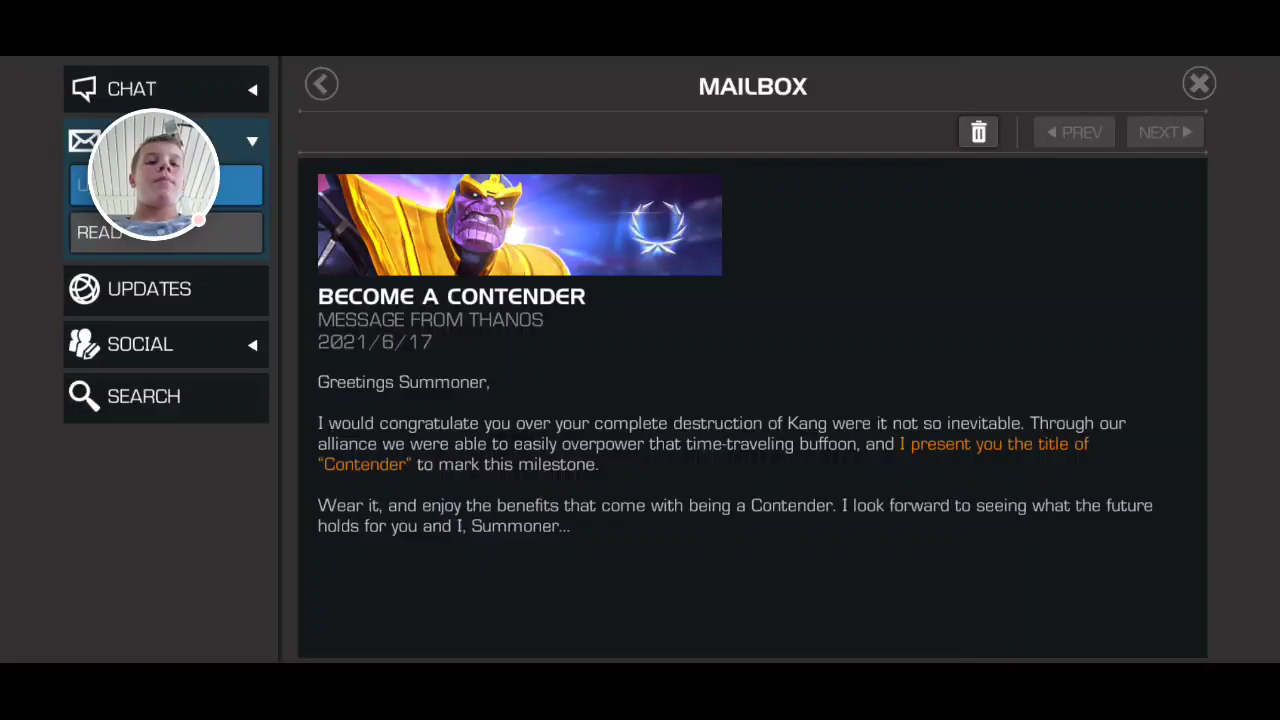 CHAT
READ
UPDATES
SOCIAL
SEARCH
MAILBOX
PREV
NEXT
BECOME A CONTENDER
MESSAGE FROM THANOS
2021/6/17
Greetings Summoner,
I would congratulate you over your complete destruction of Kang were it not so inevitable. Through our
alliance we were able to easily overpower that time-traveling buffoon, and I present you the title of
"Contender" to mark this milestone.
Wear it, and enjoy the benefits that come with being a Contender. I look forward to seeing what the future
holds for you and I, Summoner...